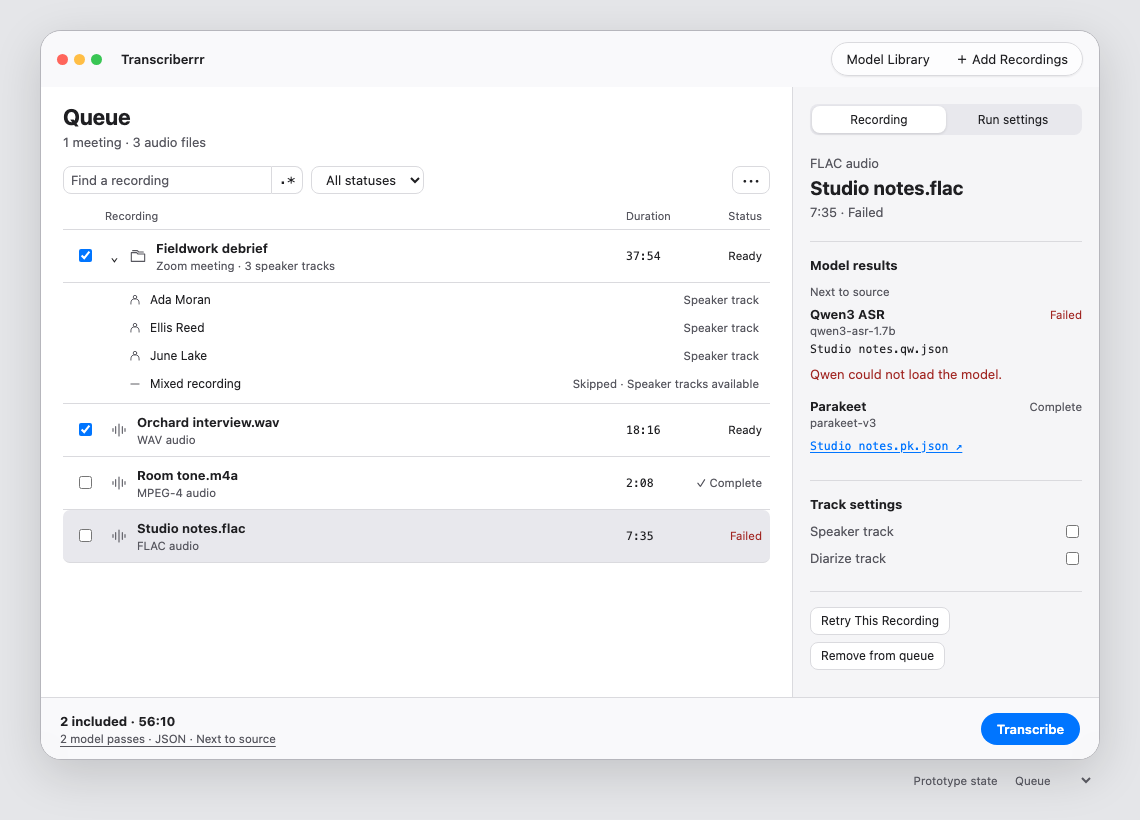 Transcriberrr
Model Library
+ Add Recordings
Queue
1 meeting · 3 audio files
Find a recording
.*
All statuses
...
Recording Duration Status
Fieldwork debrief
Zoom meeting · 3 speaker tracks
37:54 Ready
Ada Moran Speaker track
Ellis Reed Speaker track
June Lake Speaker track
Mixed recording Skipped · Speaker tracks available
Orchard interview.wav
WAV audio
18:16 Ready
Room tone.m4a
MPEG-4 audio
2:08 ✓ Complete
Studio notes.flac
FLAC audio
7:35 Failed
Recording Run settings
FLAC audio
Studio notes.flac
7:35 · Failed
Model results
Next to source
Qwen3 ASR Failed
qwen3-asr-1.7b
Studio notes.qw.json
Qwen could not load the model.
Parakeet Complete
parakeet-v3
Studio notes.pk.json ↗
Track settings
Speaker track
Diarize track
Retry This Recording
Remove from queue
2 included · 56:10
2 model passes · JSON · Next to source
Transcribe
Prototype state Queue